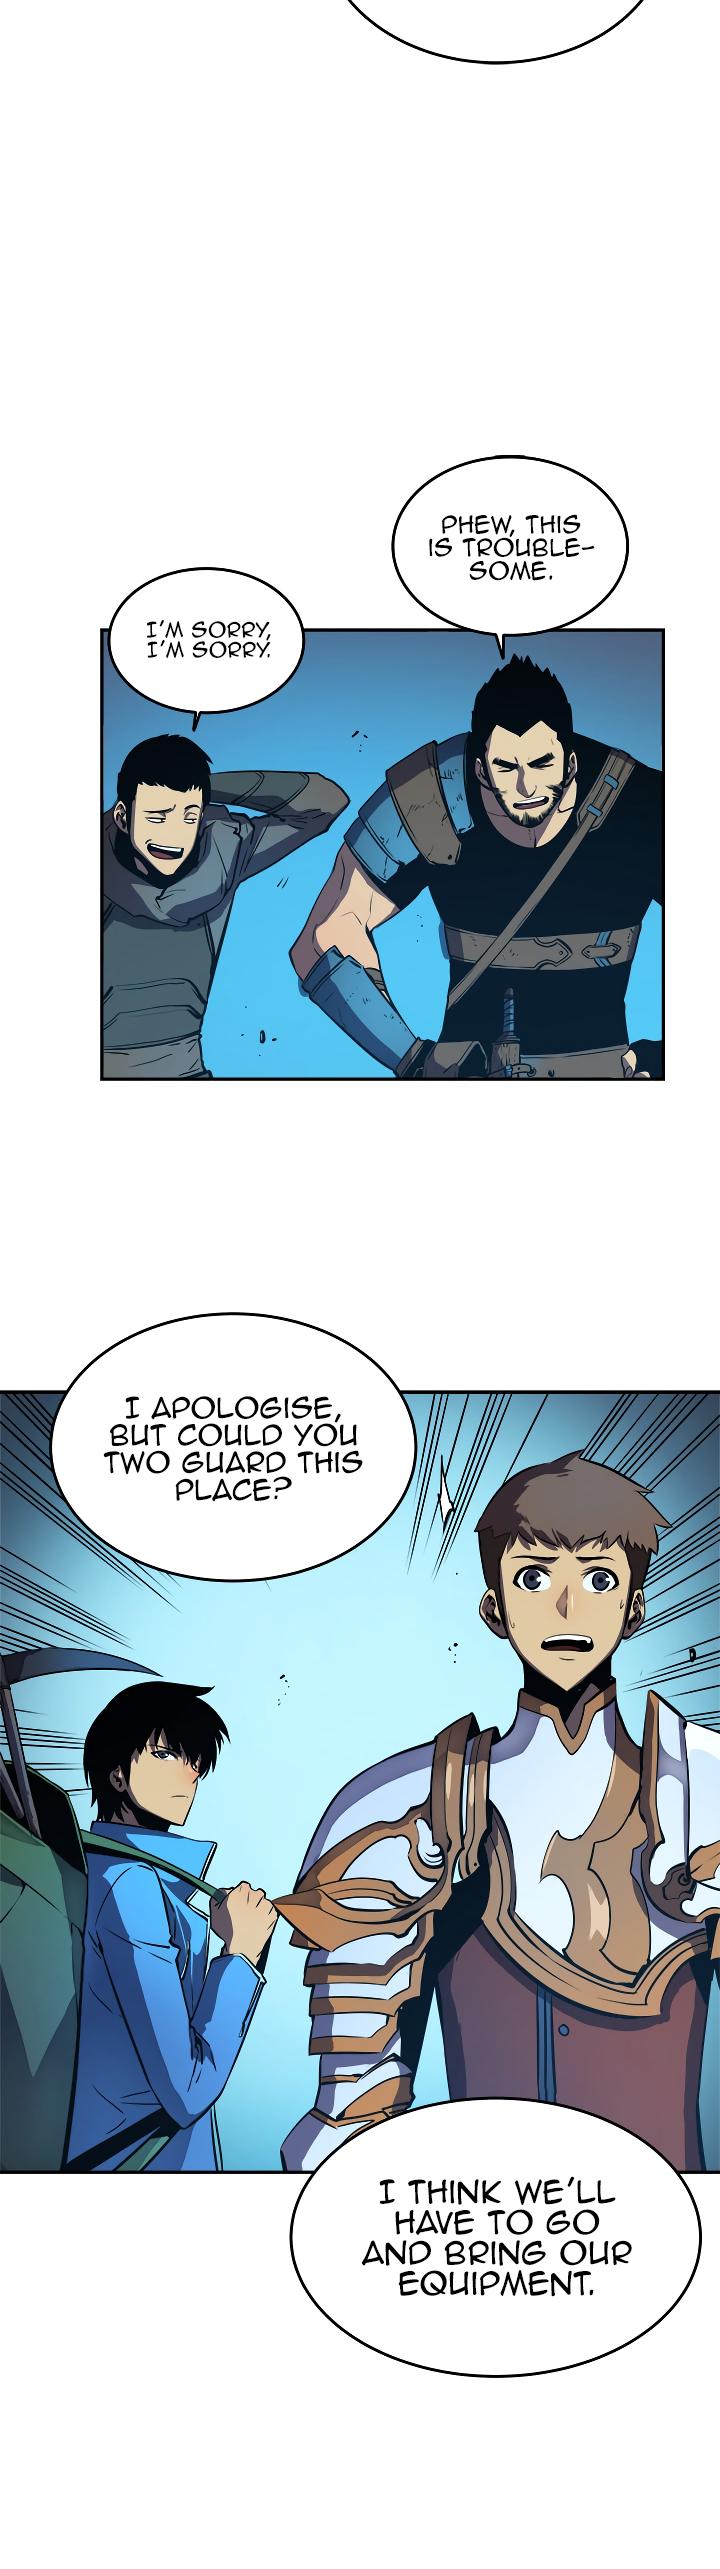 PHEW, THIS
IS TROUBLE-
SOME.
I'M SORRY,
I'M SORRY.
I APOLOGISE,
BUT COULD YOU
TWO GUARD THIS
PLACE?
I THINK WE'LL
HAVE TO GO
AND BRING OUR
EQUIPMENT.